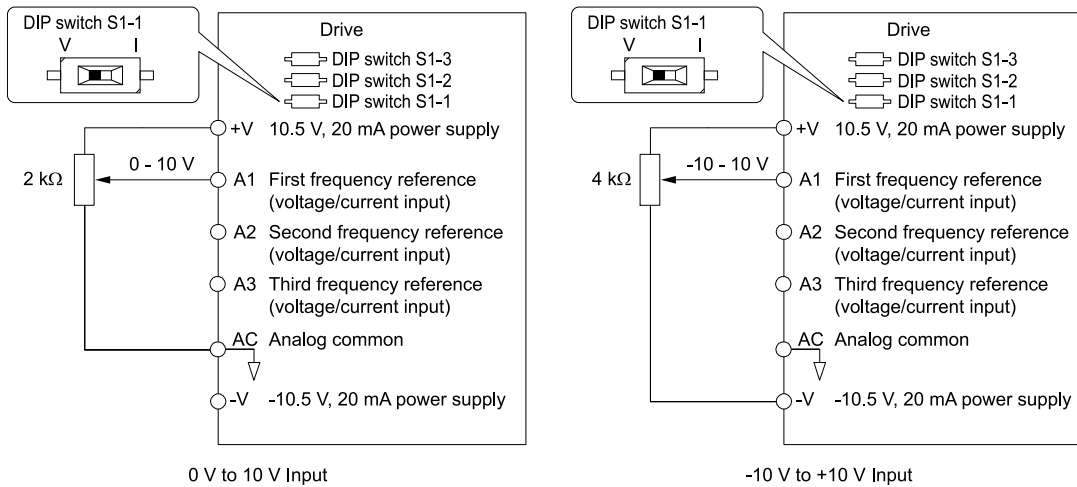 DIP switch S1-1
V I
Drive
DIP switch S1-3
DIP switch S1-2
DIP switch S1-1
+V 10.5 V, 20 mA power supply
2 kΩ
0 - 10 V
A1 First frequency reference
(voltage/current input)
A2 Second frequency reference
(voltage/current input)
A3 Third frequency reference
(voltage/current input)
AC Analog common
-V -10.5 V, 20 mA power supply
0 V to 10 V Input
DIP switch S1-1
V I
Drive
DIP switch S1-3
DIP switch S1-2
DIP switch S1-1
+V 10.5 V, 20 mA power supply
4 kΩ
-10 - 10 V
A1 First frequency reference
(voltage/current input)
A2 Second frequency reference
(voltage/current input)
A3 Third frequency reference
(voltage/current input)
AC Analog common
-V -10.5 V, 20 mA power supply
-10 V to +10 V Input